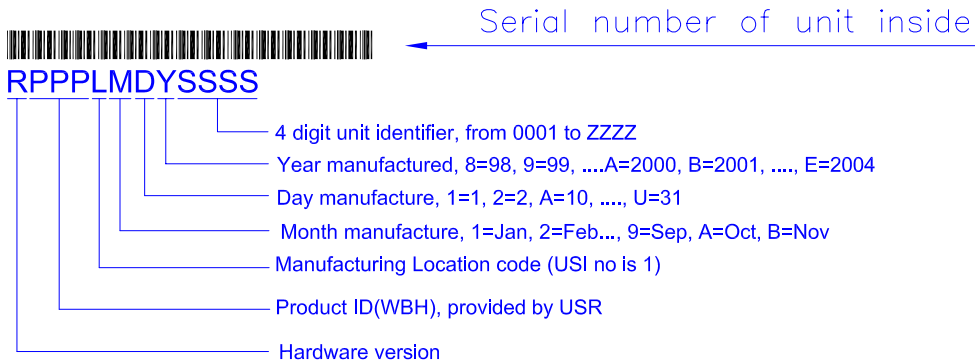 Serial number of unit inside
RPPPLMDYSSSS
4 digit unit identifier, from 0001 to ZZZZ
Year manufactured, 8=98, 9=99, ....A=2000, B=2001, ...., E=2004
Day manufacture, 1=1, 2=2, A=10, ...., U=31
Month manufacture, 1=Jan, 2=Feb..., 9=Sep, A=Oct, B=Nov
Manufacturing Location code (USI no is 1)
Product ID(WBH), provided by USR
Hardware version